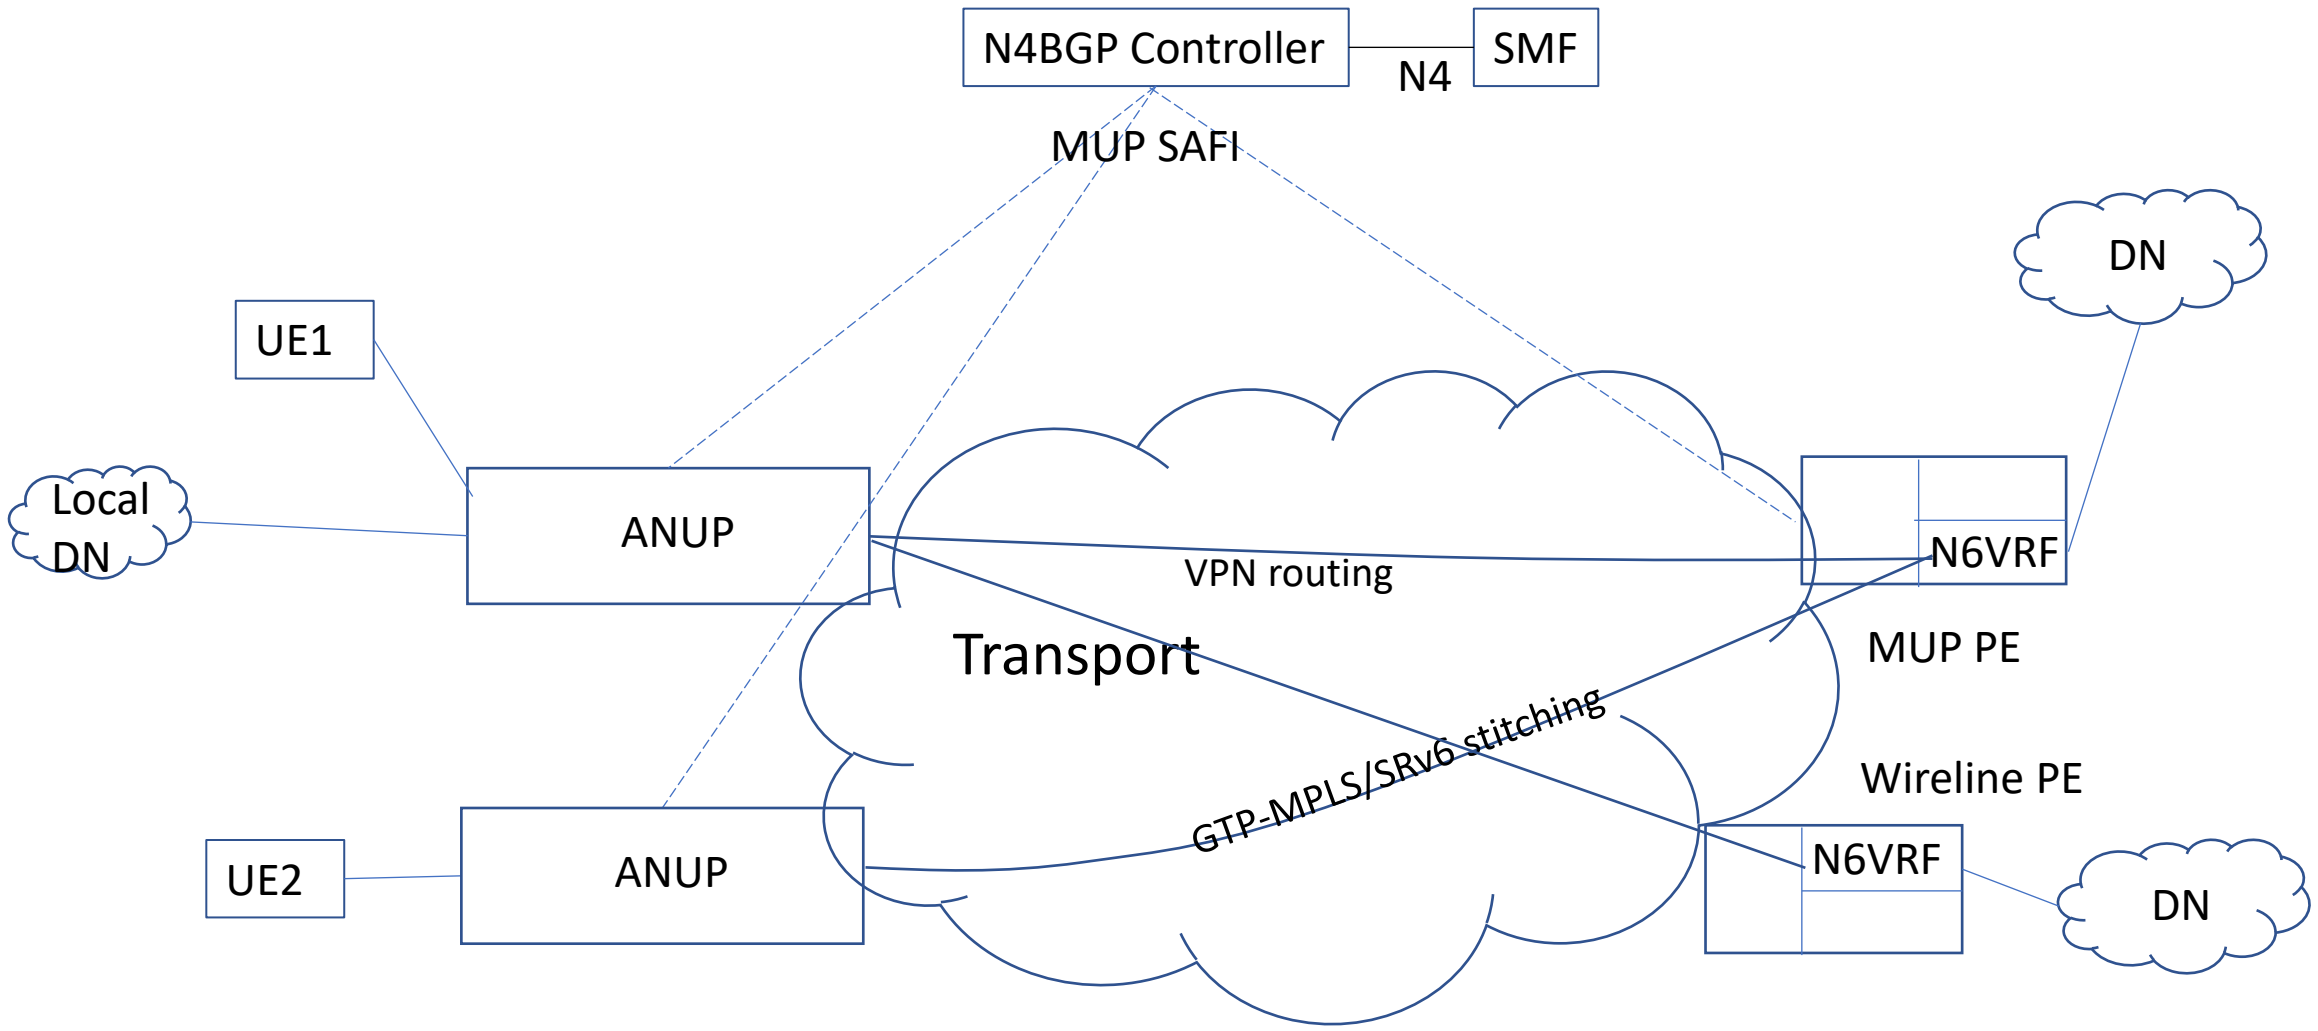 N4BGP Controller
SMF
N4
MUP SAFI
DN
UE1
Local
DN
ANUP
N6VRF
VPN routing
Transport
MUP PE
GTP-MPLS/SRv6 stitching
Wireline PE
UE2
ANUP
N6VRF
DN